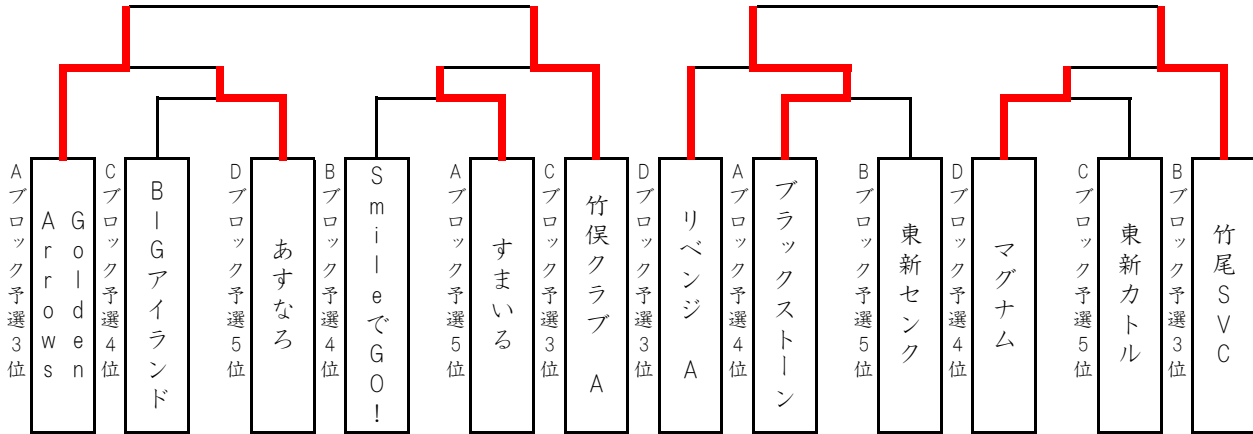 Aブロック予選3位
Golden
Arrows
Cブロック予選4位
BIGアイランド
Dブロック予選5位
あすなろ
Bブロック予選4位
SmileでGO!
Aブロック予選5位
すまいる
Cブロック予選3位
竹俣クラブ A
Dブロック予選3位
リベンジ A
Aブロック予選4位
ブラックストーン
Bブロック予選5位
東新センク
Dブロック予選4位
マグナム
Cブロック予選5位
東新カトル
Bブロック予選3位
竹尾SVC